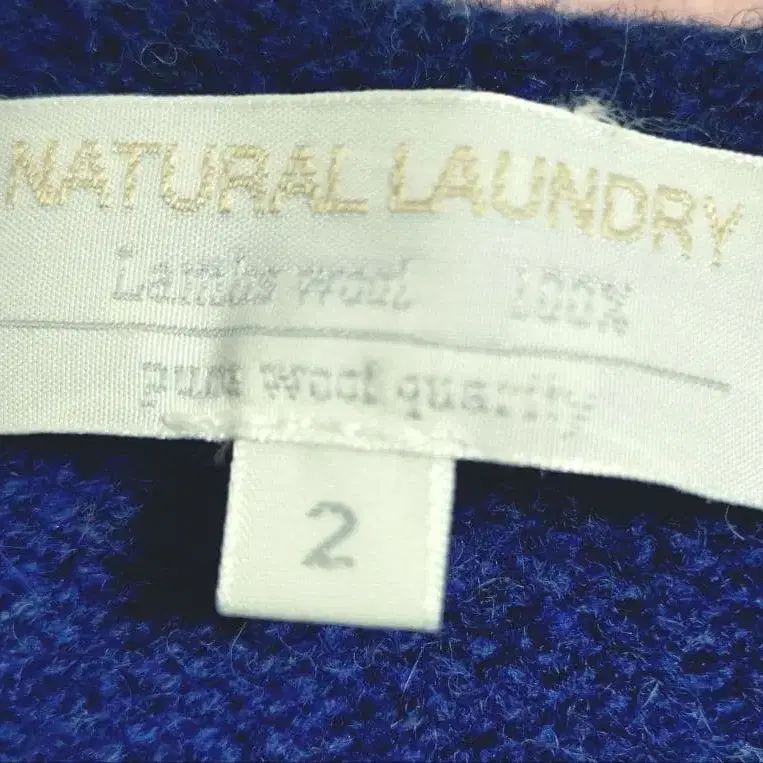 NATURAL LAUNDRY
Lambs wool 100%
pure wool quality
2